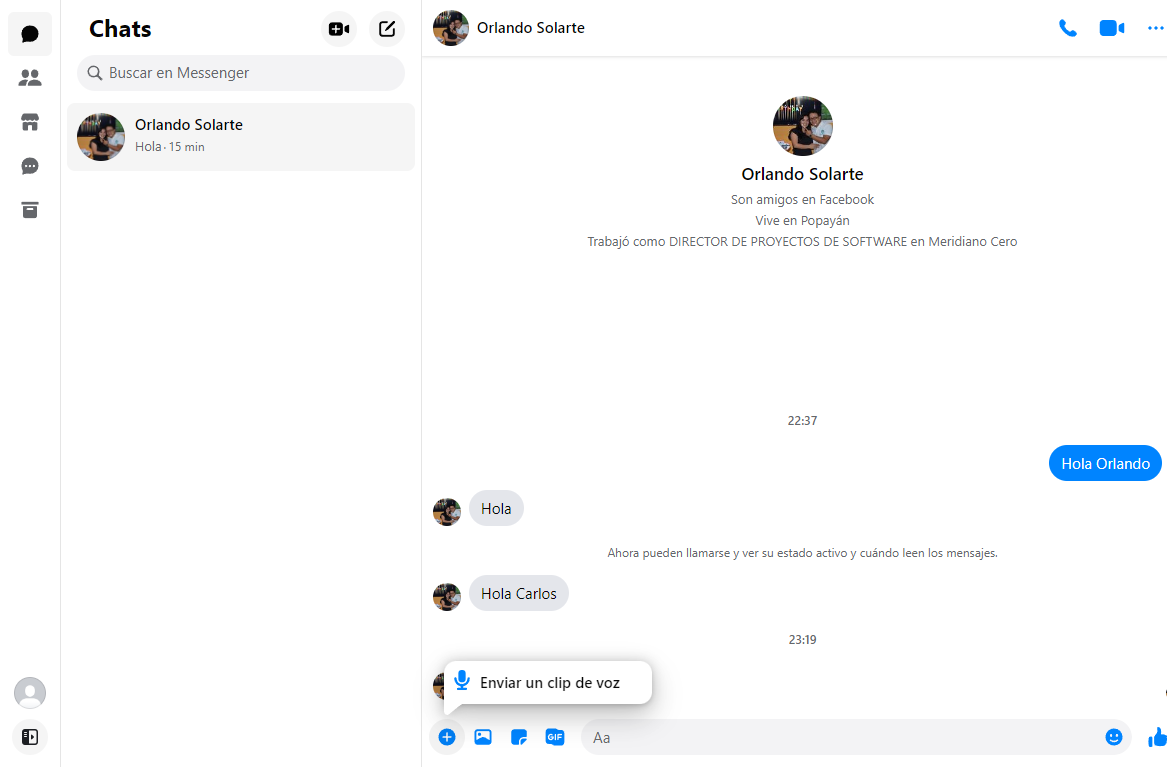 Chats
Buscar en Messenger
Orlando Solarte
Hola · 15 min
Orlando Solarte
Orlando Solarte
Son amigos en Facebook
Vive en Popayán
Trabajó como DIRECTOR DE PROYECTOS DE SOFTWARE en Meridiano Cero
22:37
Hola Orlando
Hola
Ahora pueden llamarse y ver su estado activo y cuándo leen los mensajes.
Hola Carlos
23:19
Enviar un clip de voz
GIF
Aa